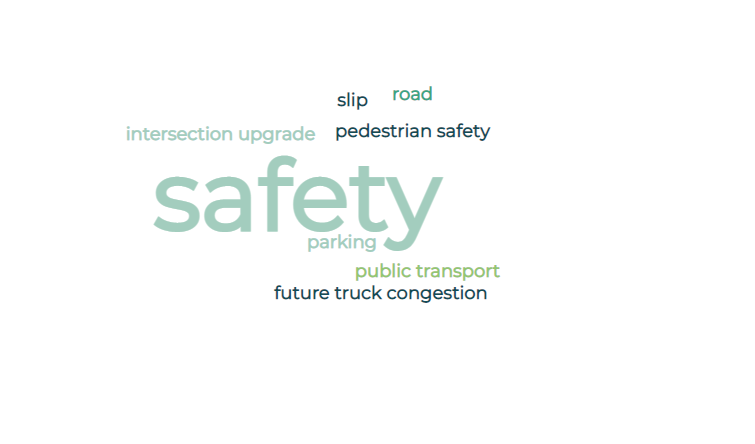 slip
road
intersection upgrade
pedestrian safety
safety
parking
public transport
future truck congestion